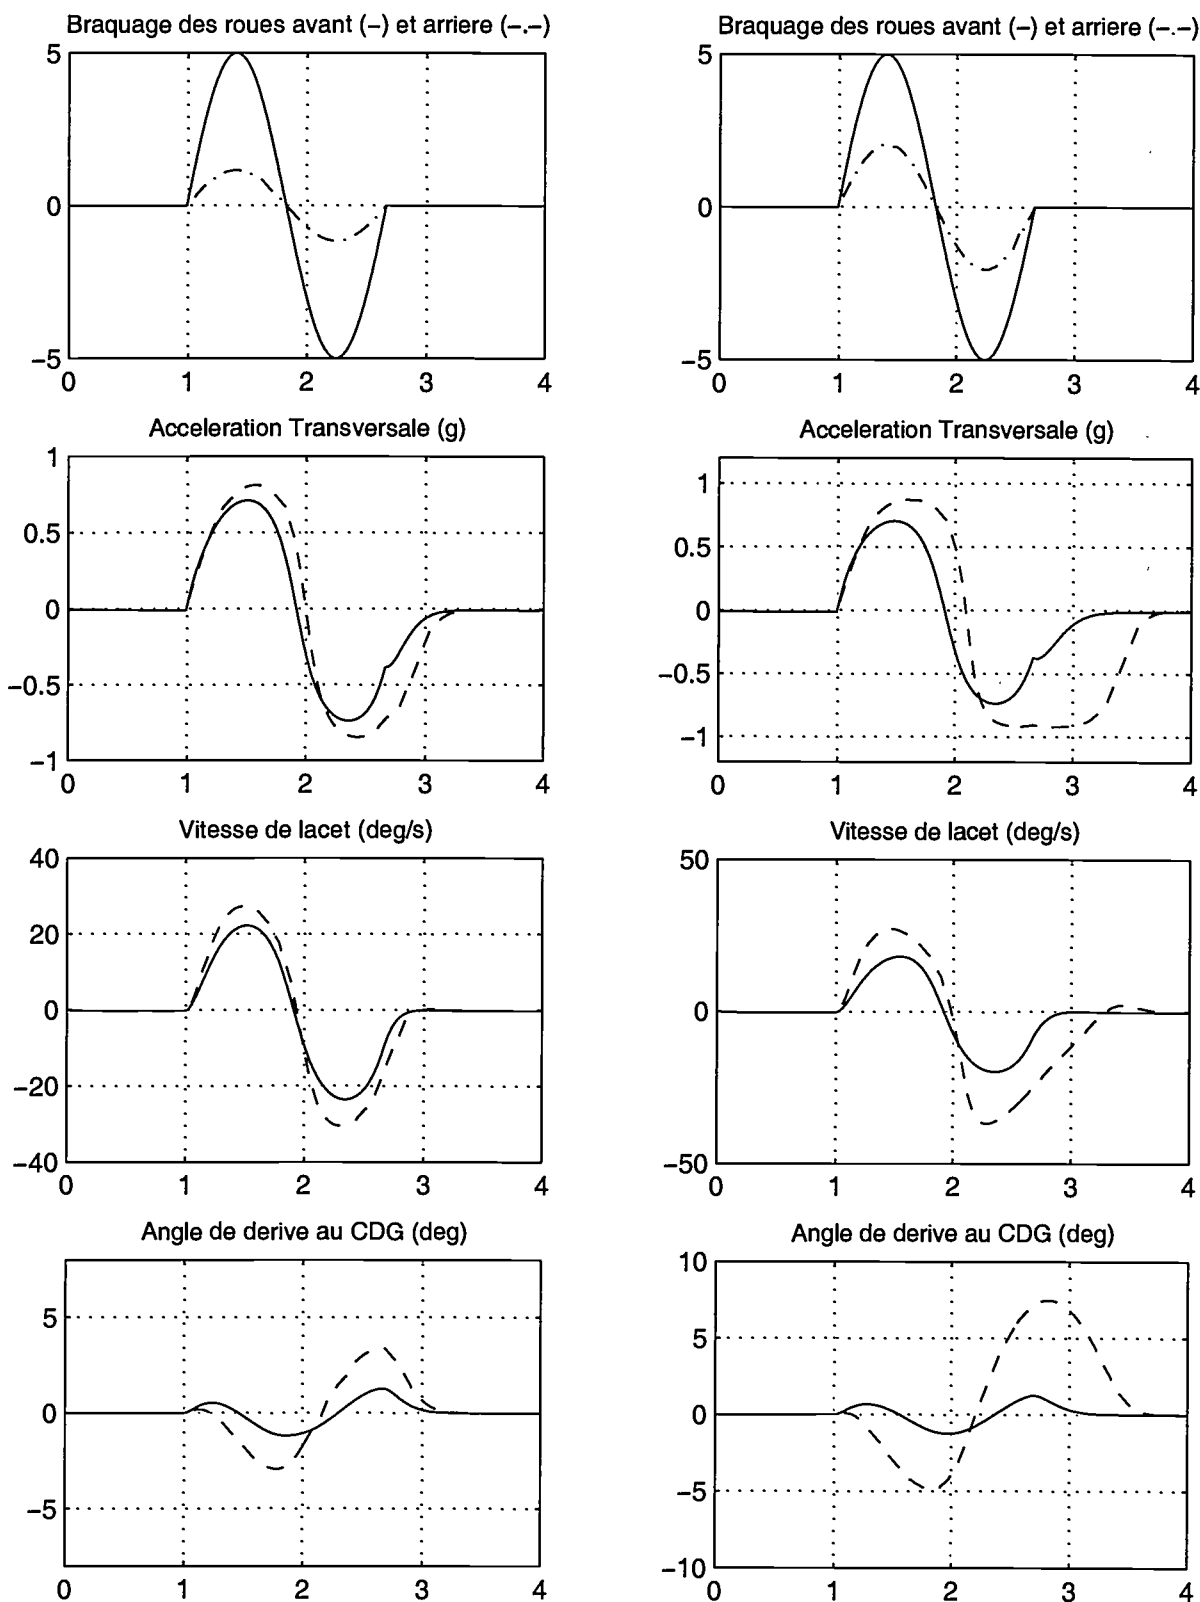 Braquage des roues avant (−) et arriere (−.−)
5
0
−5
0 1 2 3 4
Acceleration Transversale (g)
1
0.5
0
−0.5
−1
0 1 2 3 4
Vitesse de lacet (deg/s)
40
20
0
−20
−40
0 1 2 3 4
Angle de derive au CDG (deg)
5
0
−5
0 1 2 3 4
Braquage des roues avant (−) et arriere (−.−)
5
0
−5
0 1 2 3 4
Acceleration Transversale (g)
1
0.5
0
−0.5
−1
0 1 2 3 4
Vitesse de lacet (deg/s)
50
0
−50
0 1 2 3 4
Angle de derive au CDG (deg)
10
5
0
−5
−10
0 1 2 3 4